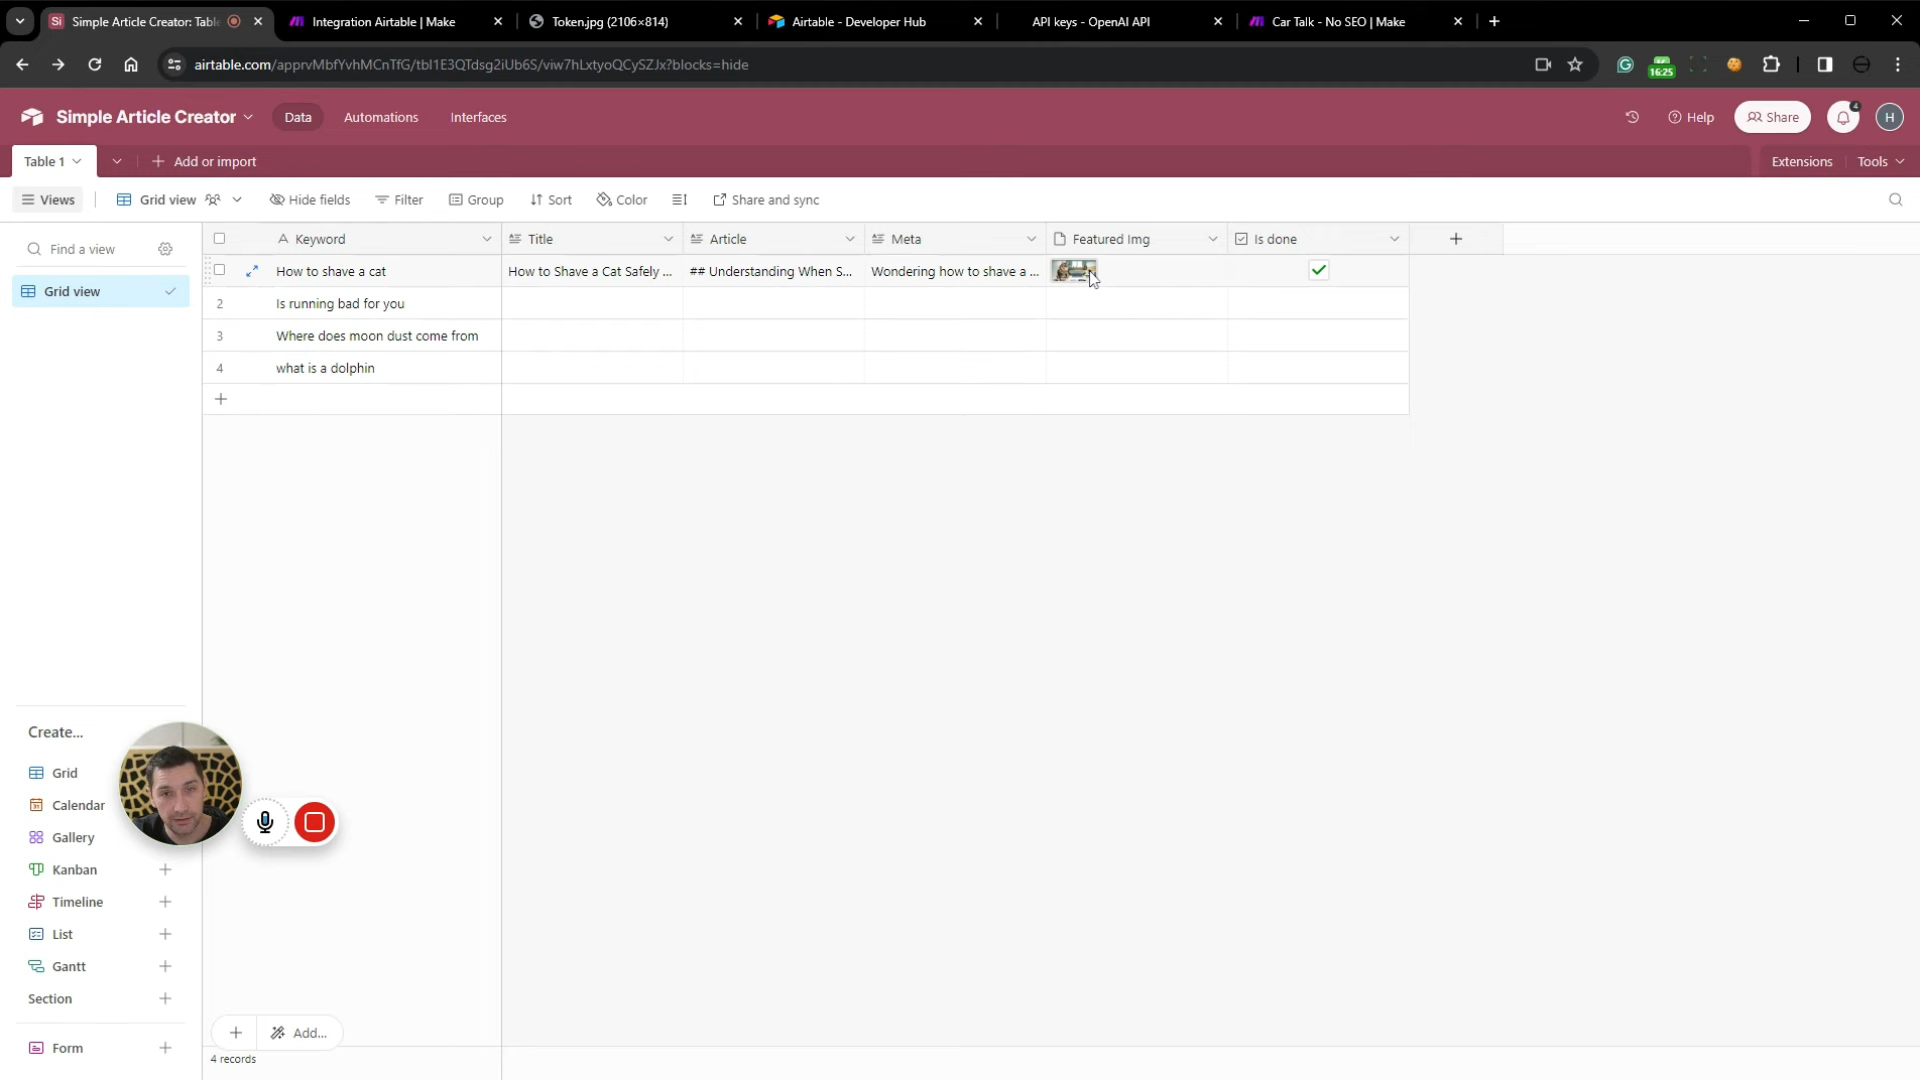 Simple Article Creator: Tabl
Integration Airtable | Make
Token.jpg (2106×814)
Airtable - Developer Hub
API keys - OpenAI API
Car Talk - No SEO | Make
airtable.com/apprvMbfYvhMCnTfG/tbl1E3QTdsg2iUb6S/viw7hLxtyoQCySZJx?blocks=hide
16:25
Simple Article Creator
Data
Automations
Interfaces
Help
Share
4
H
Table 1
Add or import
Extensions
Tools
Views
Grid view
Hide fields
Filter
Group
Sort
Color
Share and sync
Find a view
Grid view
Keyword
Title
Article
Meta
Featured Img
Is done
How to shave a cat
How to Shave a Cat Safely ...
## Understanding When S...
Wondering how to shave a ...
2
Is running bad for you
3
Where does moon dust come from
4
what is a dolphin
Create...
Grid
Calendar
Gallery
Kanban
Timeline
List
Gantt
Section
Form
Add...
4 records